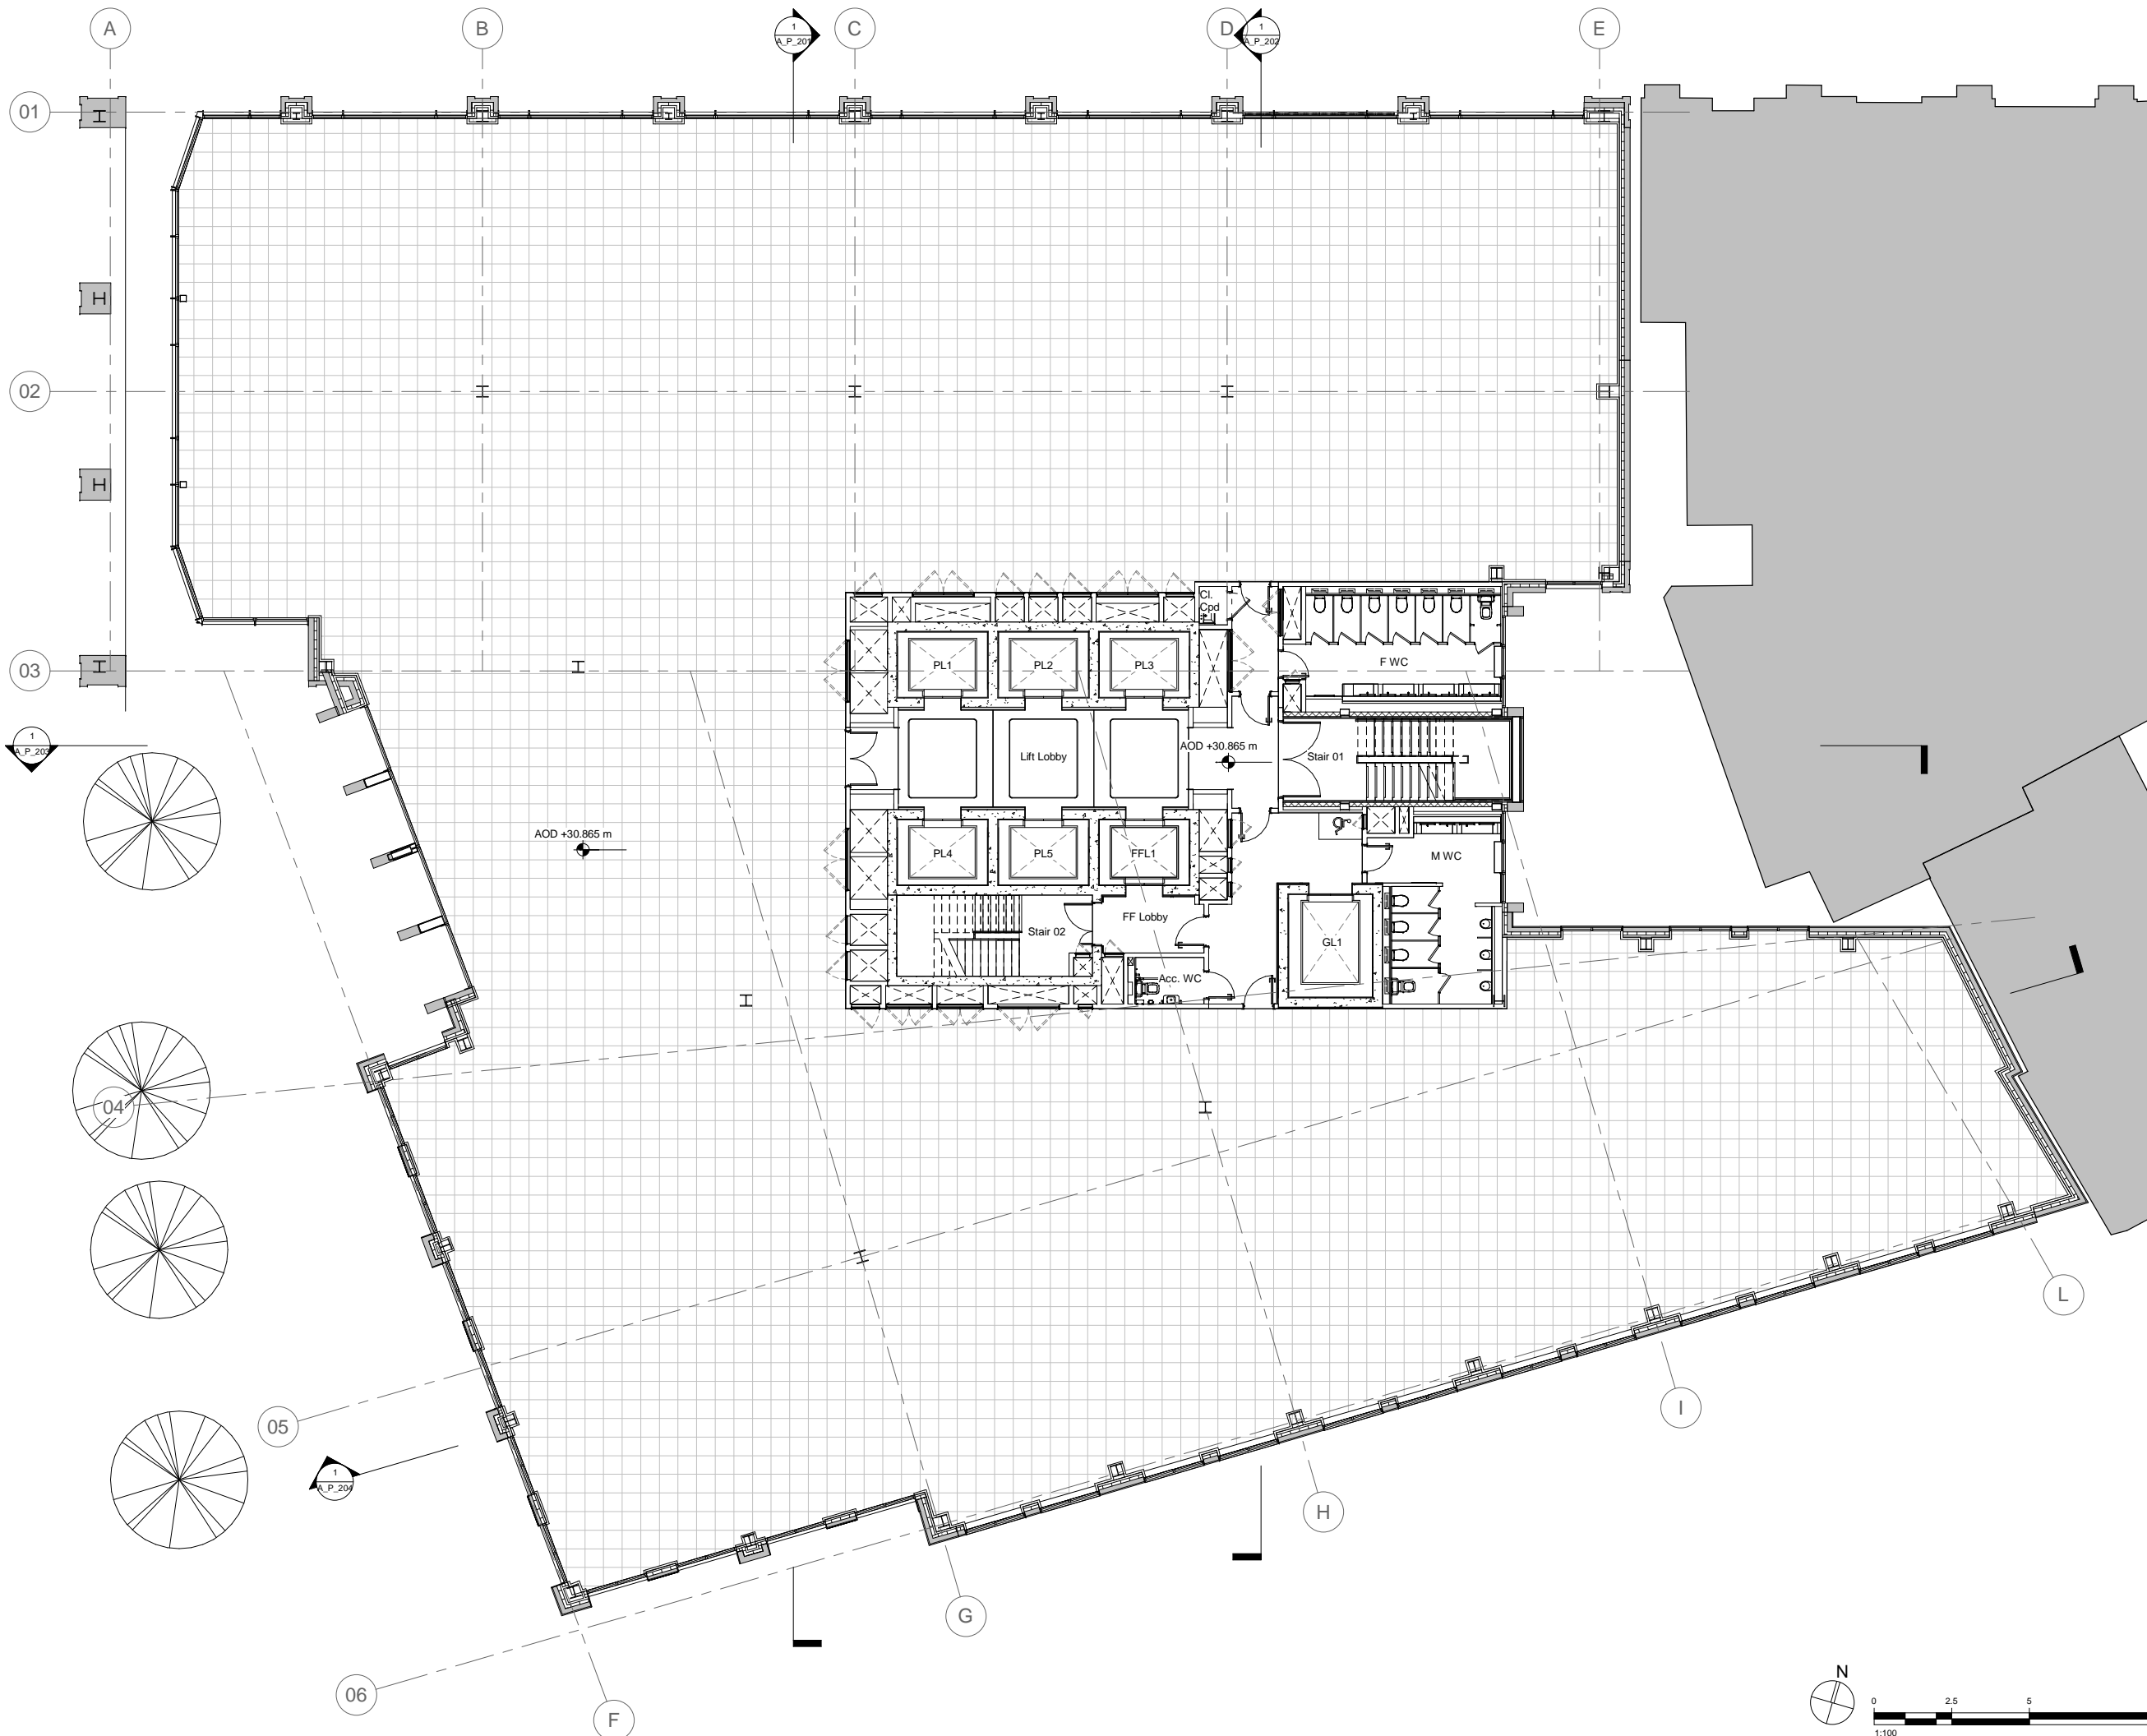 A
B
1
A_P_201
C
D
1
A_P_202
E
01
02
03
1
A_P_203
Cl.
Cpd
PL1
PL2
PL3
F WC
Lift Lobby
AOD +30.865 m
Stair 01
AOD +30.865 m
PL4
PL5
FFL1
M WC
FF Lobby
Stair 02
GL1
Acc. WC
04
05
1
A_P_204
L
I
H
G
06
F
N
0
2.5
5
1:100